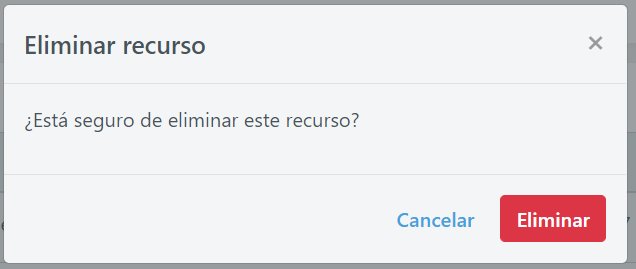 Eliminar recurso ×
¿Está seguro de eliminar este recurso?
Cancelar Eliminar